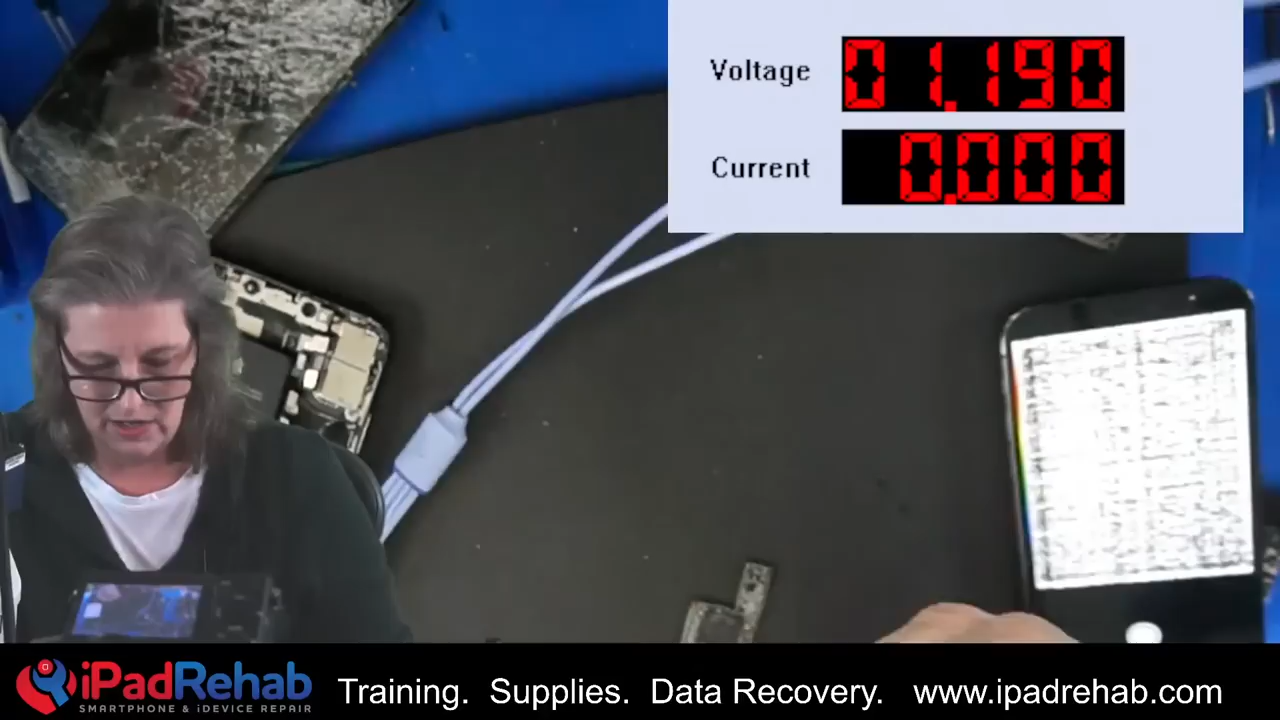 Voltage 01.190
Current 0.000
iPadRehab
SMARTPHONE & iDEVICE REPAIR
Training. Supplies. Data Recovery. www.ipadrehab.com